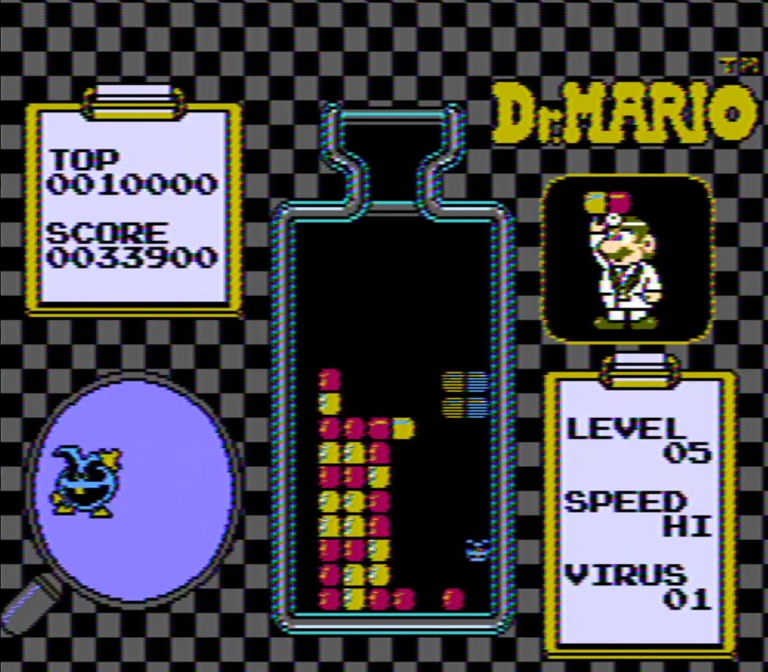 TM
Dr. MARIO
TOP
0010000
SCORE
0033900
LEVEL
05
SPEED
HI
VIRUS
01